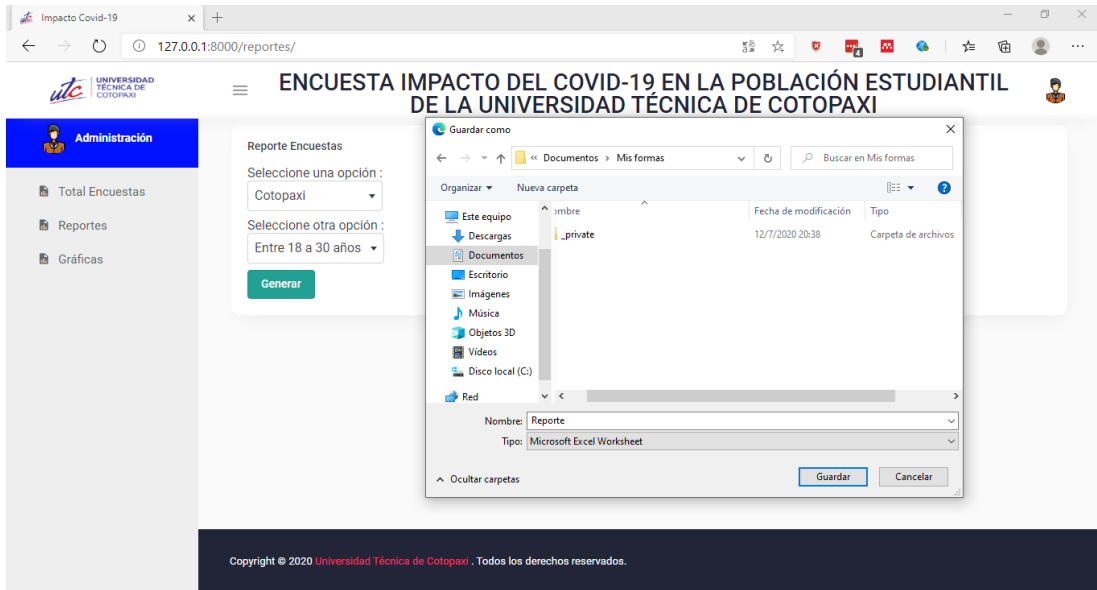 Impacto Covid-19
127.0.0.1:8000/reportes/
4
utc
UNIVERSIDAD
TÉCNICA DE
COTOPAXI
ENCUESTA IMPACTO DEL COVID-19 EN LA POBLACIÓN ESTUDIANTIL
DE LA UNIVERSIDAD TÉCNICA DE COTOPAXI
Administración
Total Encuestas
Reportes
Gráficas
Reporte Encuestas
Seleccione una opción :
Cotopaxi
Seleccione otra opción :
Entre 18 a 30 años
Generar
Guardar como
« Documentos › Mis formas
Buscar en Mis formas
Organizar
Nueva carpeta
Este equipo
Descargas
Documentos
Escritorio
Imágenes
Música
Objetos 3D
Vídeos
Disco local (C:)
Red
ombre
Fecha de modificación
Tipo
_private
12/7/2020 20:38
Carpeta de archivos
Nombre: Reporte
Tipo: Microsoft Excel Worksheet
Ocultar carpetas
Guardar
Cancelar
Copyright © 2020 Universidad Técnica de Cotopaxi . Todos los derechos reservados.